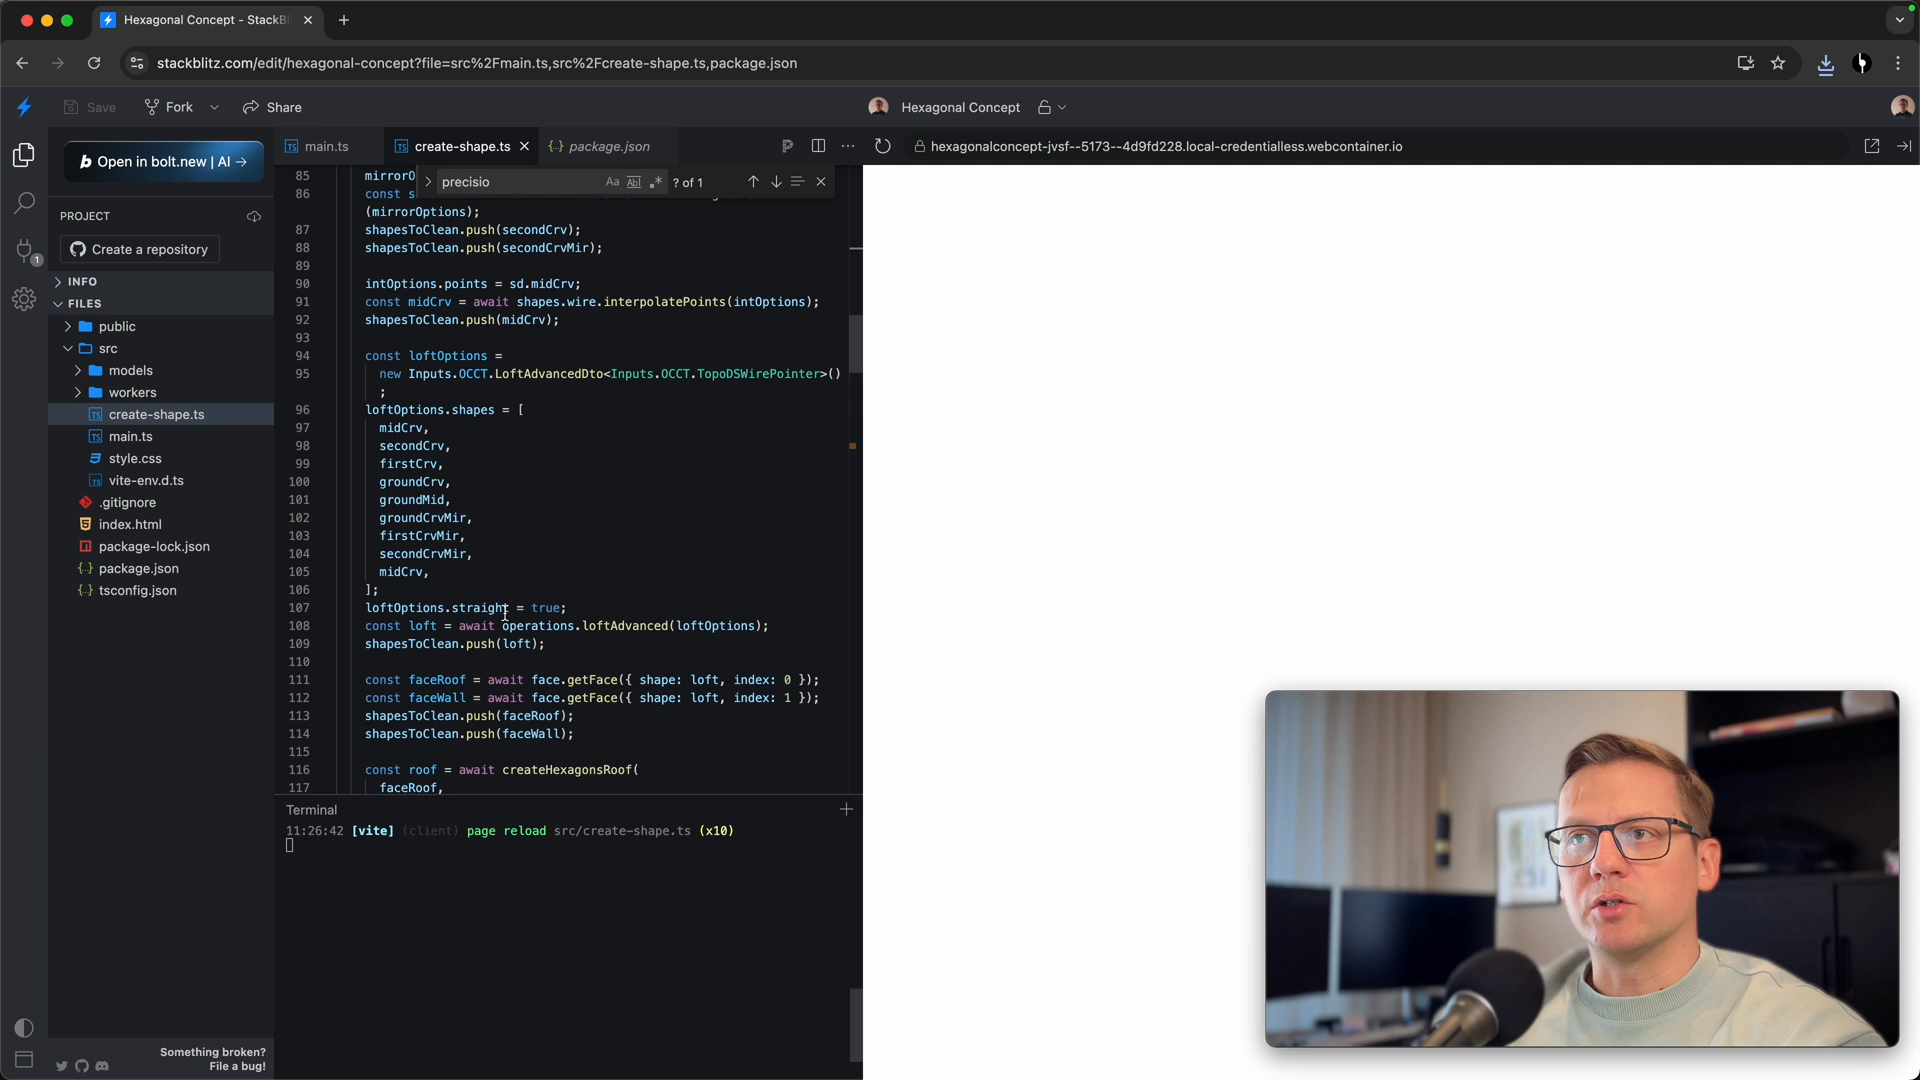 Hexagonal Concept - StackBl
stackblitz.com/edit/hexagonal-concept?file=src%2Fmain.ts,src%2Fcreate-shape.ts,package.json
Save
Fork
Share
Hexagonal Concept
b Open in bolt.new | AI →
PROJECT
Create a repository
INFO
FILES
public
src
models
workers
TS create-shape.ts
TS main.ts
style.css
TS vite-env.d.ts
.gitignore
index.html
package-lock.json
{} package.json
{} tsconfig.json
1
Something broken?
File a bug!
TS main.ts
TS create-shape.ts
{} package.json
precisio
Aa
Abl
? of 1
hexagonalconcept-jvsf--5173--4d9fd228.local-credentialless.webcontainer.io
85 mirrorO
86 const s
(mirrorOptions);
87 shapesToClean.push(secondCrv);
88 shapesToClean.push(secondCrvMir);
89
90 intOptions.points = sd.midCrv;
91 const midCrv = await shapes.wire.interpolatePoints(intOptions);
92 shapesToClean.push(midCrv);
93
94 const loftOptions =
95 new Inputs.OCCT.LoftAdvancedDto<Inputs.OCCT.TopoDSWirePointer>()
;
96 loftOptions.shapes = [
97 midCrv,
98 secondCrv,
99 firstCrv,
100 groundCrv,
101 groundMid,
102 groundCrvMir,
103 firstCrvMir,
104 secondCrvMir,
105 midCrv,
106 ];
107 loftOptions.straight = true;
108 const loft = await operations.loftAdvanced(loftOptions);
109 shapesToClean.push(loft);
110
111 const faceRoof = await face.getFace({ shape: loft, index: 0 });
112 const faceWall = await face.getFace({ shape: loft, index: 1 });
113 shapesToClean.push(faceRoof);
114 shapesToClean.push(faceWall);
115
116 const roof = await createHexagonsRoof(
117 faceRoof,
Terminal
11:26:42 [vite] (client) page reload src/create-shape.ts (x10)